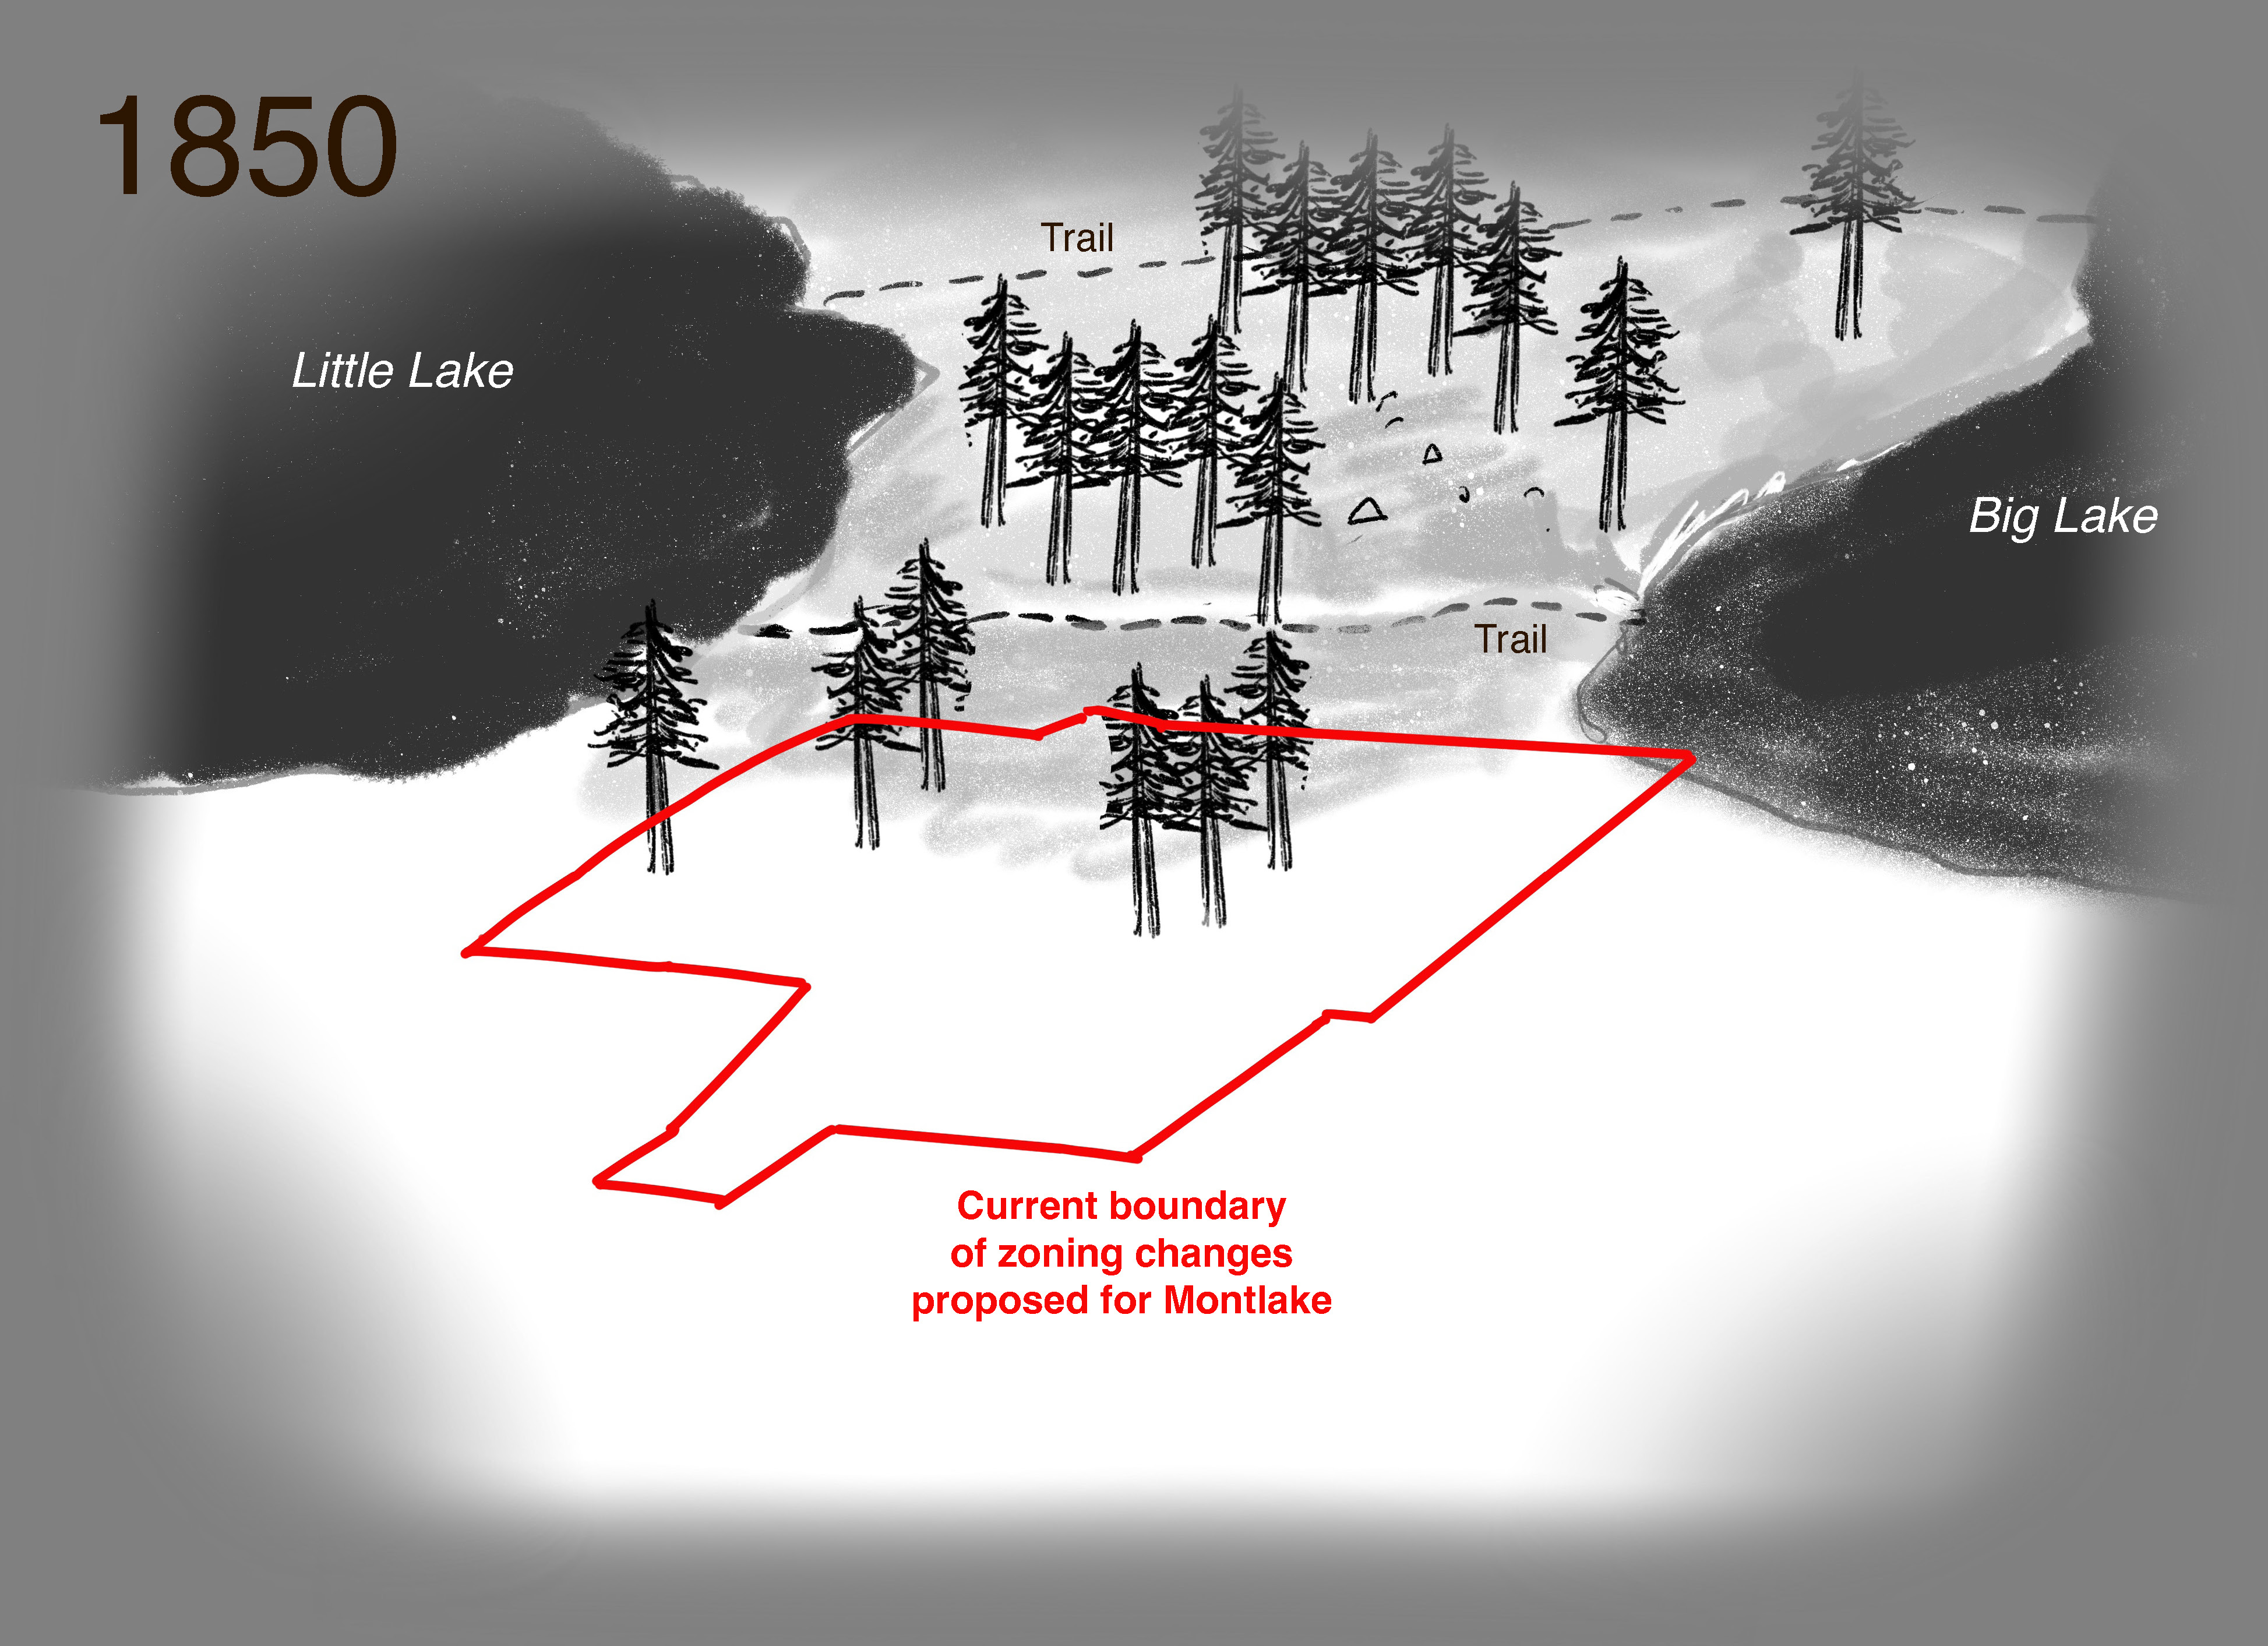 1850
Trail
Little Lake
Big Lake
Trail
Current boundary
of zoning changes
proposed for Montlake